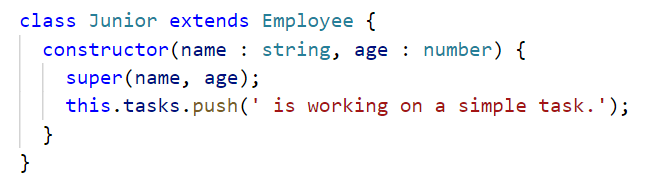 class Junior extends Employee {
  constructor(name : string, age : number) {
    super(name, age);
    this.tasks.push(' is working on a simple task.');
  }
}